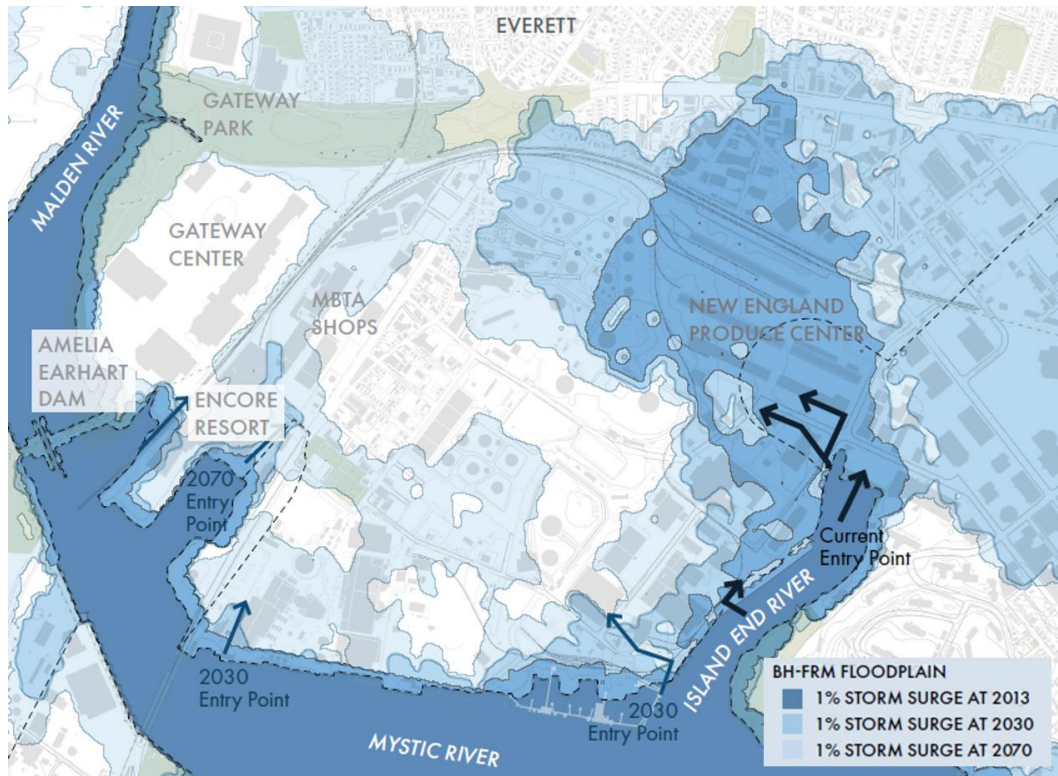 EVERETT
GATEWAY
PARK
MALDEN RIVER
GATEWAY
CENTER
MBTA
SHOPS
NEW ENGLAND
PRODUCE CENTER
AMELIA
EARHART
DAM
ENCORE
RESORT
2070
Entry
Point
Current
Entry Point
2030
Entry Point
2030
Entry Point
ISLAND END RIVER
MYSTIC RIVER
BH-FRM FLOODPLAIN
1% STORM SURGE AT 2013
1% STORM SURGE AT 2030
1% STORM SURGE AT 2070